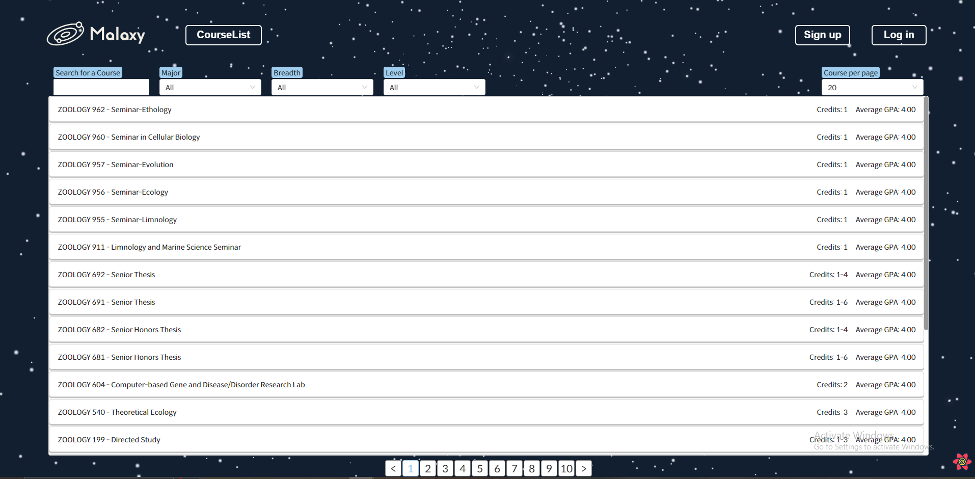 Malaxy CourseList Sign up Log in
Search for a Course Major Breadth Level Course per page
All All All 20
ZOOLOGY 962 - Seminar-Ethology Credits: 1 Average GPA: 4.00
ZOOLOGY 960 - Seminar in Cellular Biology Credits: 1 Average GPA: 4.00
ZOOLOGY 957 - Seminar-Evolution Credits: 1 Average GPA: 4.00
ZOOLOGY 956 - Seminar-Ecology Credits: 1 Average GPA: 4.00
ZOOLOGY 955 - Seminar-Limnology Credits: 1 Average GPA: 4.00
ZOOLOGY 911 - Limnology and Marine Science Seminar Credits: 1 Average GPA: 4.00
ZOOLOGY 692 - Senior Thesis Credits: 1-4 Average GPA: 4.00
ZOOLOGY 691 - Senior Thesis Credits: 1-6 Average GPA: 4.00
ZOOLOGY 682 - Senior Honors Thesis Credits: 1-4 Average GPA: 4.00
ZOOLOGY 681 - Senior Honors Thesis Credits: 1-6 Average GPA: 4.00
ZOOLOGY 604 - Computer-based Gene and Disease/Disorder Research Lab Credits: 2 Average GPA: 4.00
ZOOLOGY 540 - Theoretical Ecology Credits: 3 Average GPA: 4.00
Activate Windows
ZOOLOGY 199 - Directed Study Credits: 1-3 Average GPA: 4.00
Go to Settings to activate Windows.
< 1 2 3 4 5 6 7 8 9 10 >